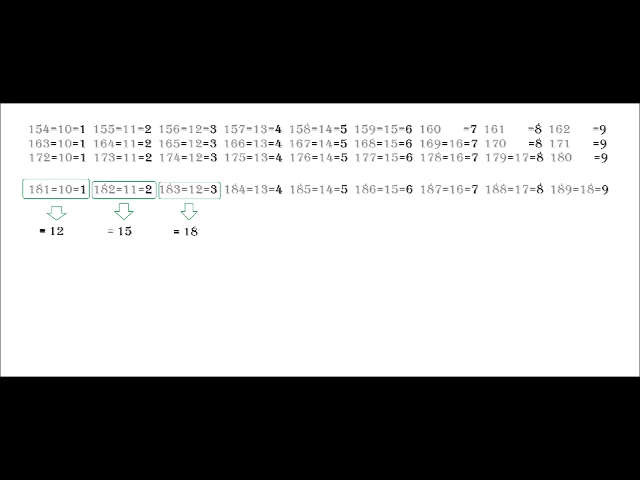 154=10=1 155=11=2 156=12=3 157=13=4 158=14=5 159=15=6 160 =7 161 =8 162 =9
163=10=1 164=11=2 165=12=3 166=13=4 167=14=5 168=15=6 169=16=7 170 =8 171 =9
172=10=1 173=11=2 174=12=3 175=13=4 176=14=5 177=15=6 178=16=7 179=17=8 180 =9
181=10=1 182=11=2 183=12=3 184=13=4 185=14=5 186=15=6 187=16=7 188=17=8 189=18=9
= 12 = 15 = 18